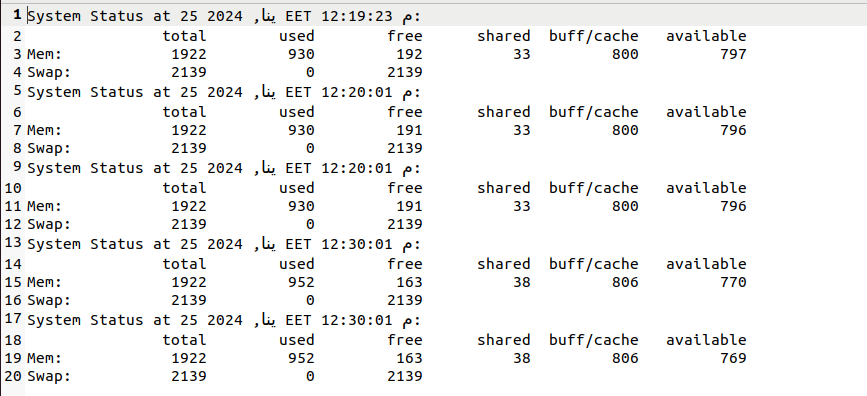 1 System Status at 25 2024 ,ينا EET 12:19:23 م:
2 total used free shared buff/cache available
3 Mem: 1922 930 192 33 800 797
4 Swap: 2139 0 2139
5 System Status at 25 2024 ,ينا EET 12:20:01 م:
6 total used free shared buff/cache available
7 Mem: 1922 930 191 33 800 796
8 Swap: 2139 0 2139
9 System Status at 25 2024 ,ينا EET 12:20:01 م:
10 total used free shared buff/cache available
11 Mem: 1922 930 191 33 800 796
12 Swap: 2139 0 2139
13 System Status at 25 2024 ,ينا EET 12:30:01 م:
14 total used free shared buff/cache available
15 Mem: 1922 952 163 38 806 770
16 Swap: 2139 0 2139
17 System Status at 25 2024 ,ينا EET 12:30:01 م:
18 total used free shared buff/cache available
19 Mem: 1922 952 163 38 806 769
20 Swap: 2139 0 2139